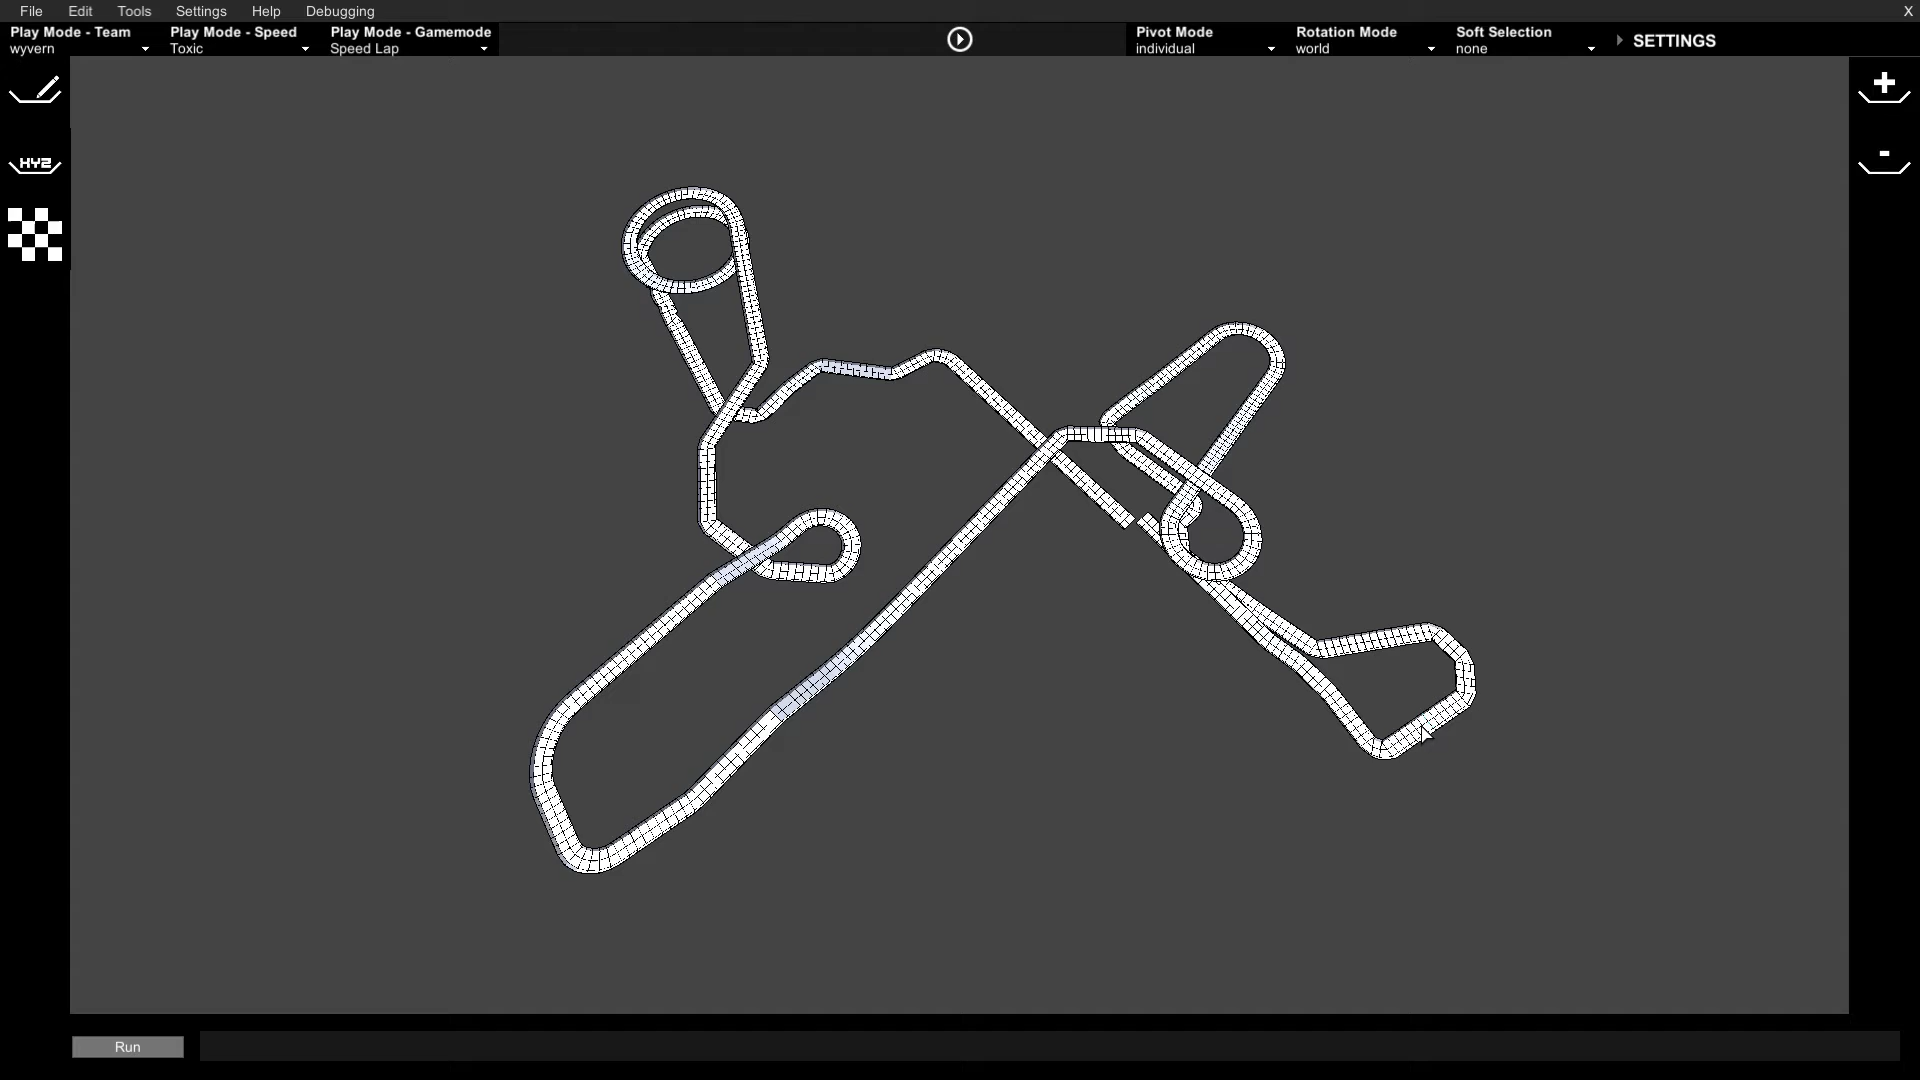 File Edit Tools Settings Help Debugging X
Play Mode - Team Play Mode - Speed Play Mode - Gamemode Pivot Mode Rotation Mode Soft Selection SETTINGS
wyvern Toxic Speed Lap individual world none
+
HYZ
-
Run